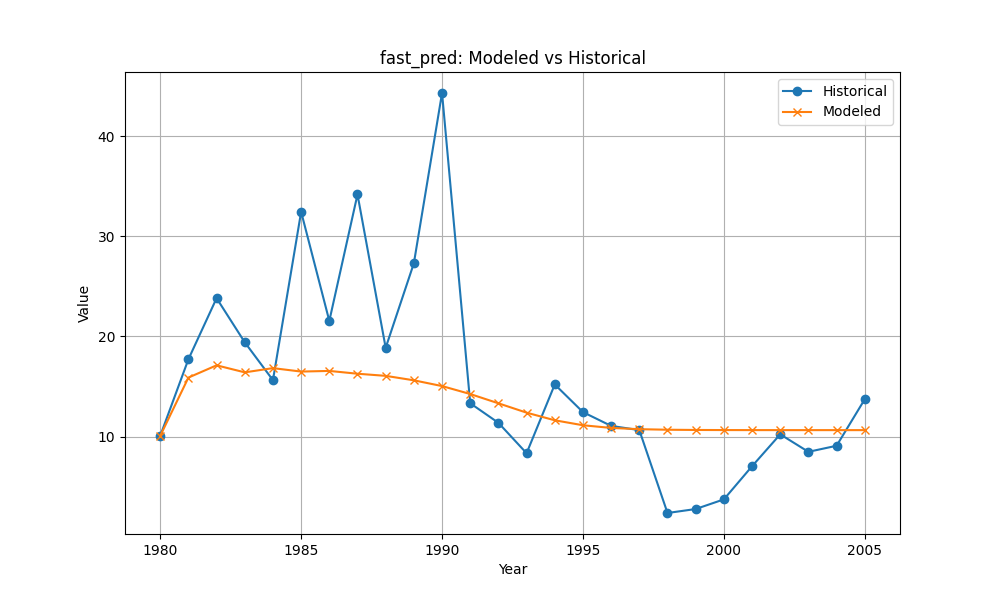 fast_pred: Modeled vs Historical
Historical
Modeled
Value
40
30
20
10
1980 1985 1990 1995 2000 2005
Year